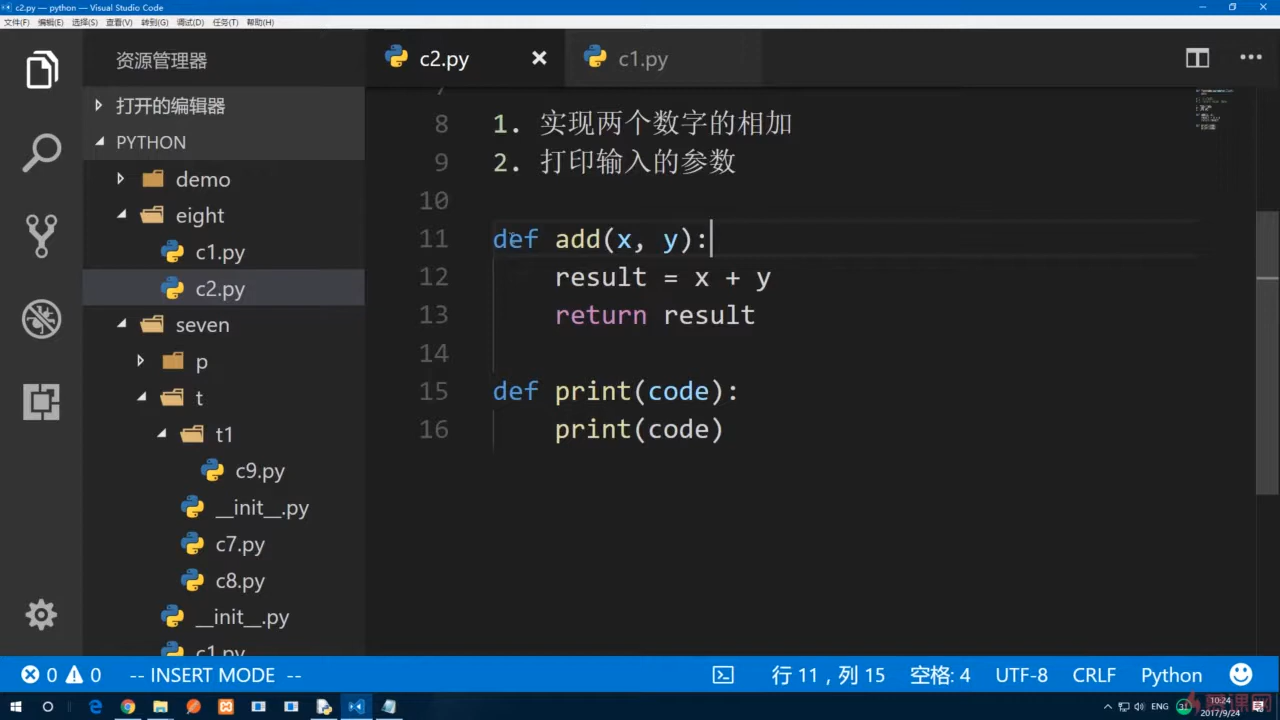 c2.py — python — Visual Studio Code
文件(F) 编辑(E) 选择(S) 查看(V) 转到(G) 调试(D) 任务(T) 帮助(H)
资源管理器
打开的编辑器
PYTHON
demo
eight
c1.py
c2.py
seven
p
t
t1
c9.py
__init__.py
c7.py
c8.py
__init__.py
c1.py
c2.py
c1.py
7
8 1. 实现两个数字的相加
9 2. 打印输入的参数
10
11 def add(x, y):
12 result = x + y
13 return result
14
15 def print(code):
16 print(code)
0 0 -- INSERT MODE --
行 11，列 15 空格: 4 UTF-8 CRLF Python
ENG 31 10:24
2017/9/24
慕课网